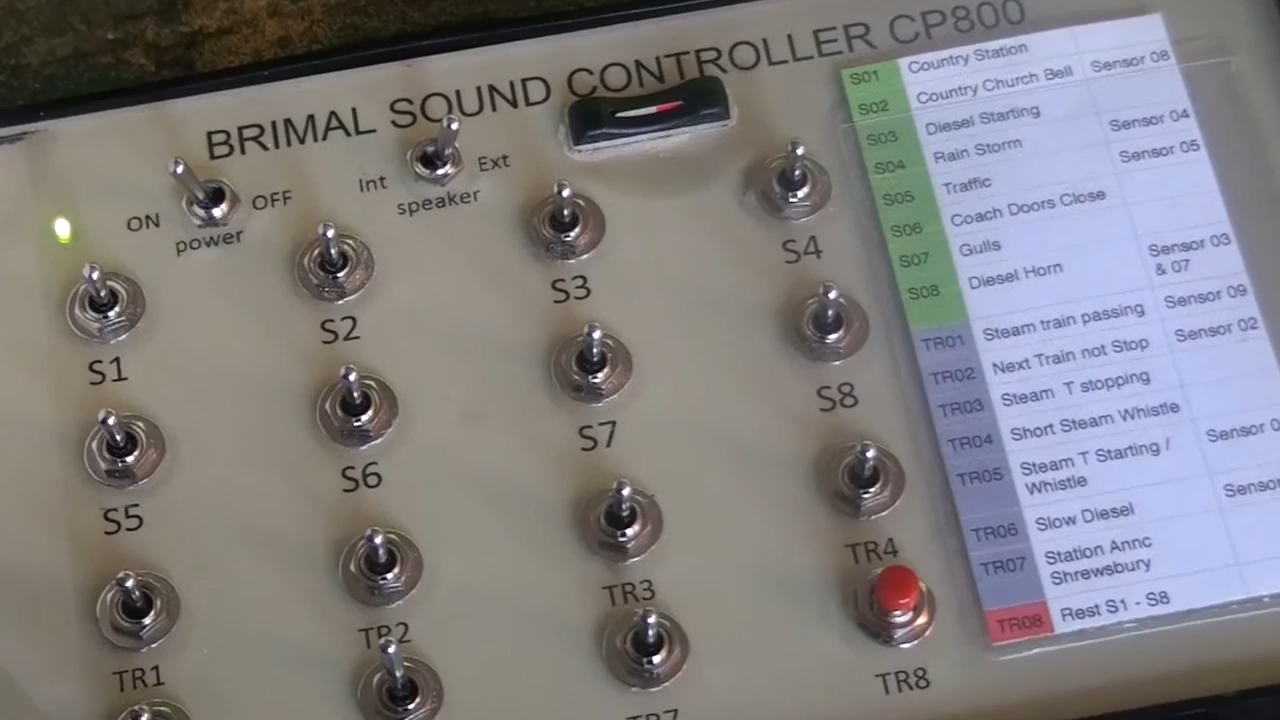 BRIMAL SOUND CONTROLLER CP800
ON
OFF
power
Int
Ext
speaker
S1
S2
S3
S4
S5
S6
S7
S8
TR1
TR2
TR3
TR4
TR7
TR8
S01 Country Station
S02 Country Church Bell Sensor 08
S03 Diesel Starting
S04 Rain Storm Sensor 04
S05 Traffic Sensor 05
S06 Coach Doors Close
S07 Gulls
S08 Diesel Horn Sensor 03
& 07
TR01 Steam train passing Sensor 09
TR02 Next Train not Stop Sensor 02
TR03 Steam T stopping
TR04 Short Steam Whistle
TR05 Steam T Starting / Sensor
Whistle
TR06 Slow Diesel Senso
TR07 Station Annc
Shrewsbury
TR08 Rest S1 - S8